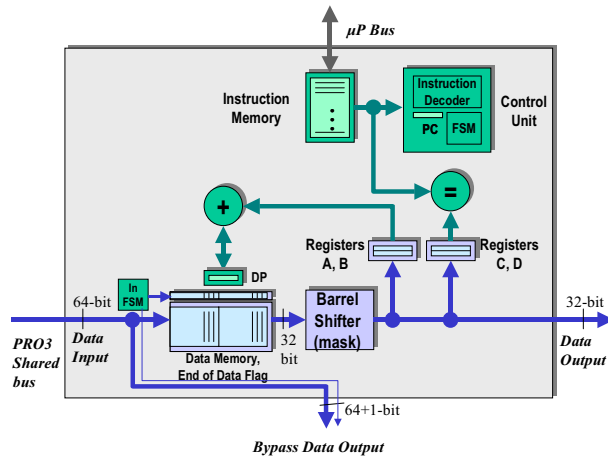 µP Bus
Instruction
Memory
Instruction
Decoder
PC
FSM
Control
Unit
+
=
Registers
A, B
Registers
C, D
DP
In
FSM
64-bit
Data
Input
PRO3
Shared
bus
Data Memory,
End of Data Flag
32
bit
Barrel
Shifter
(mask)
32-bit
Data
Output
64+1-bit
Bypass Data Output